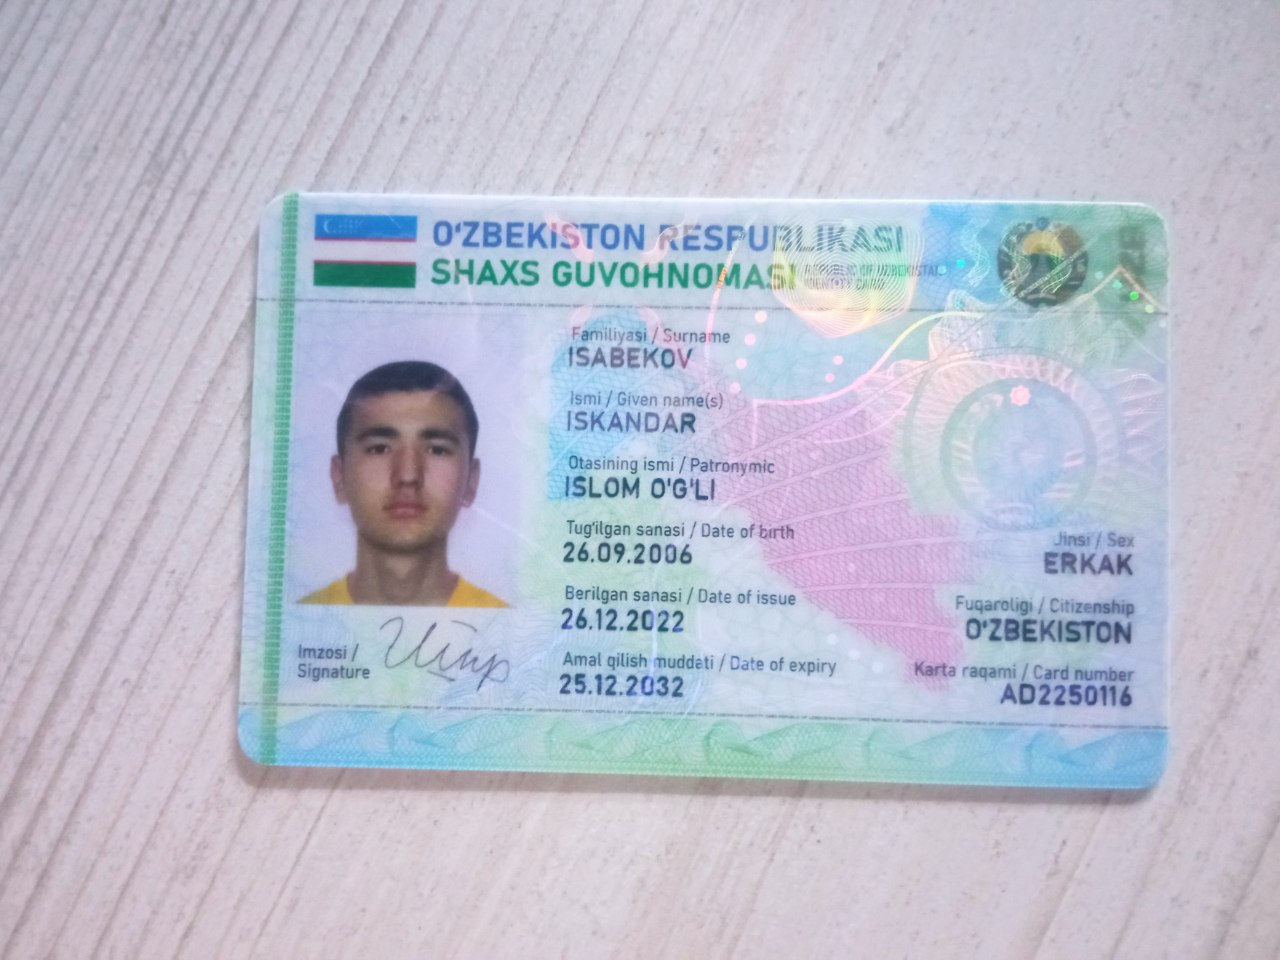 O‘ZBEKISTON RESPUBLIKASI
SHAXS GUVOHNOMASI
REPUBLIC OF UZBEKISTAN
IDENTITY CARD
Familiyasi / Surname
ISABEKOV
Ismi / Given name(s)
ISKANDAR
Otasining ismi / Patronymic
ISLOM O‘G‘LI
Tug‘ilgan sanasi / Date of birth
26.09.2006
Jinsi / Sex
ERKAK
Berilgan sanasi / Date of issue
26.12.2022
Fuqaroligi / Citizenship
O‘ZBEKISTON
Amal qilish muddati / Date of expiry
25.12.2032
Karta raqami / Card number
AD2250116
Imzosi /
Signature